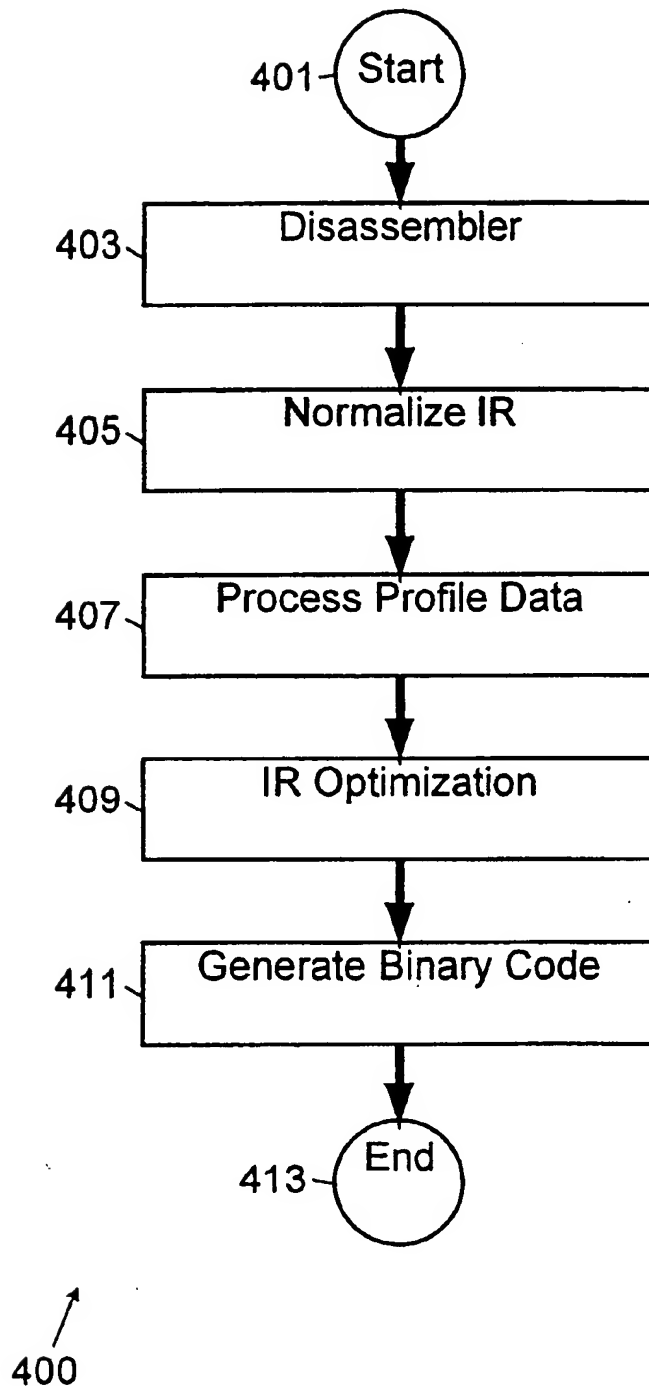 401
Start
403
Disassembler
405
Normalize IR
407
Process Profile Data
409
IR Optimization
411
Generate Binary Code
413
End
400